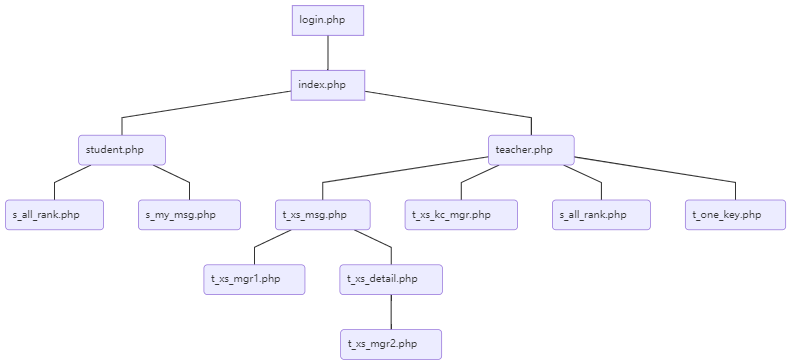 login.php
index.php
student.php
teacher.php
s_all_rank.php
s_my_msg.php
t_xs_msg.php
t_xs_kc_mgr.php
s_all_rank.php
t_one_key.php
t_xs_mgr1.php
t_xs_detail.php
t_xs_mgr2.php